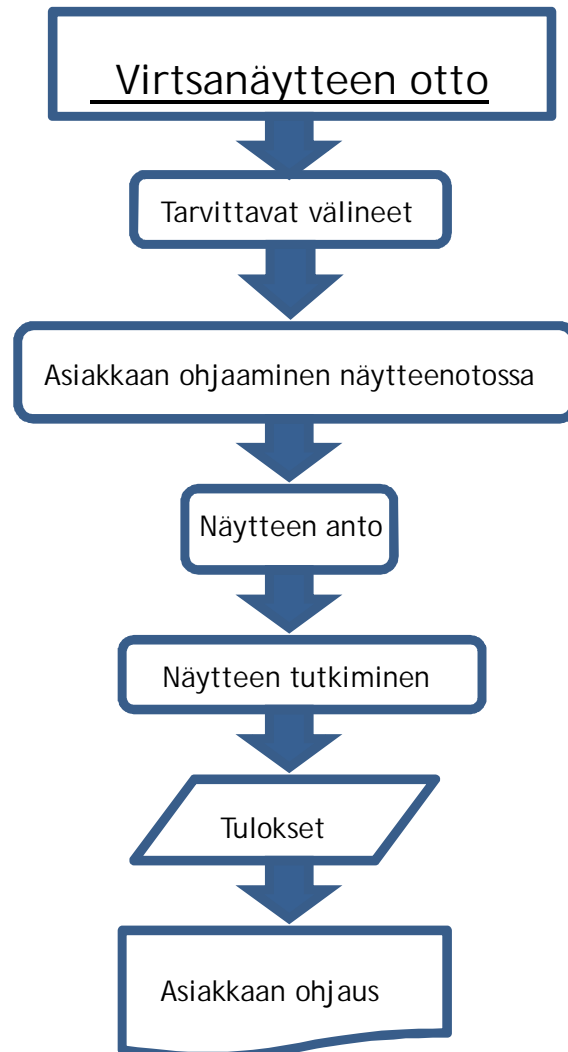 Virtsanäytteen otto
Tarvittavat välineet
Asiakkaan ohjaaminen näytteenotossa
Näytteen anto
Näytteen tutkiminen
Tulokset
Asiakkaan ohjaus